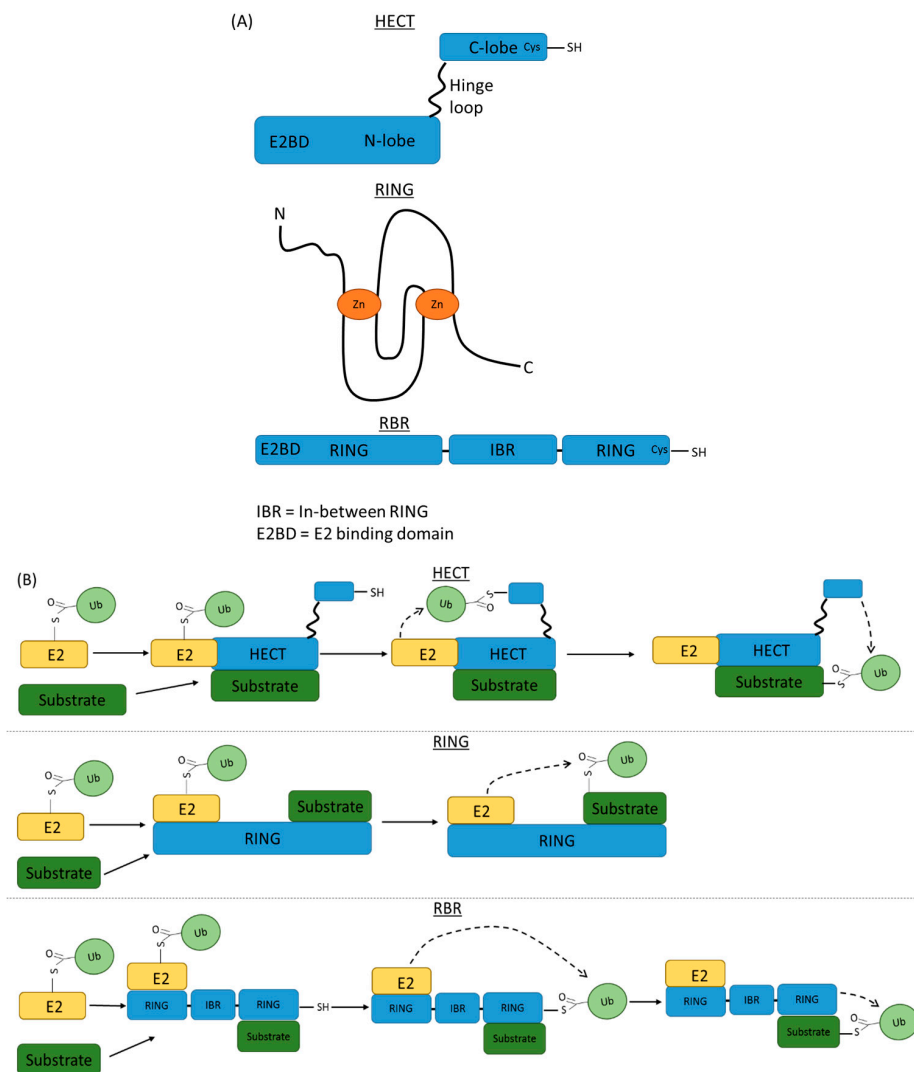 (A)
HECT
C-lobe Cys SH
Hinge
loop
E2BD N-lobe
RING
N
Zn Zn
C
RBR
E2BD RING IBR RING Cys SH
IBR = In-between RING
E2BD = E2 binding domain
(B)
HECT
O S Ub E2 Substrate
O S Ub E2 HECT Substrate SH
Ub S O E2 HECT Substrate
E2 HECT Substrate S O Ub
RING
O S Ub E2 Substrate
O S Ub E2 Substrate RING
E2 O S Ub Substrate RING
RBR
O S Ub E2 Substrate
O S Ub E2 RING IBR RING SH Substrate
E2 RING IBR RING S O Ub Substrate
E2 RING IBR RING Substrate S O Ub